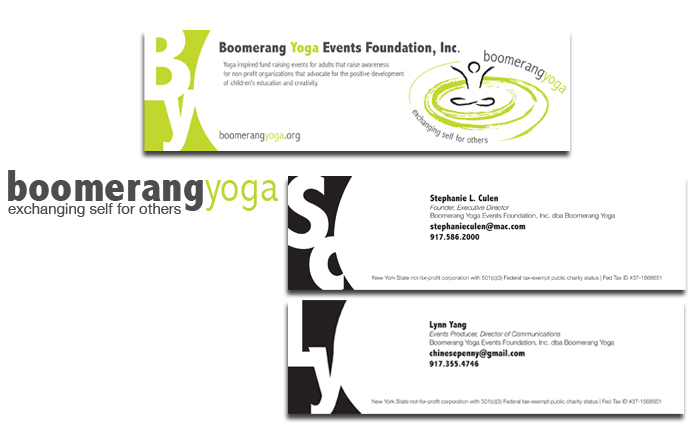 By
Boomerang Yoga Events Foundation, Inc.
Yoga inspired fund raising events for adults that raise awareness
for non-profit organizations that advocate for the positive development
of children's education and creativity.
boomerangyoga.org
boomerangyoga
exchanging self for others
boomerangyoga
exchanging self for others
Sc
Stephanie L. Culen
Founder, Executive Director
Boomerang Yoga Events Foundation, Inc. dba Boomerang Yoga
stephanieculen@mac.com
917.586.2000
New York State not-for-profit corporation with 501(c)(3) Federal tax-exempt public charity status | Fed Tax ID #37-1568651
Ly
Lynn Yang
Events Producer, Director of Communications
Boomerang Yoga Events Foundation, Inc. dba Boomerang Yoga
chinesepenny@gmail.com
917.355.4746
New York State not-for-profit corporation with 501(c)(3) Federal tax-exempt public charity status | Fed Tax ID #37-1568651